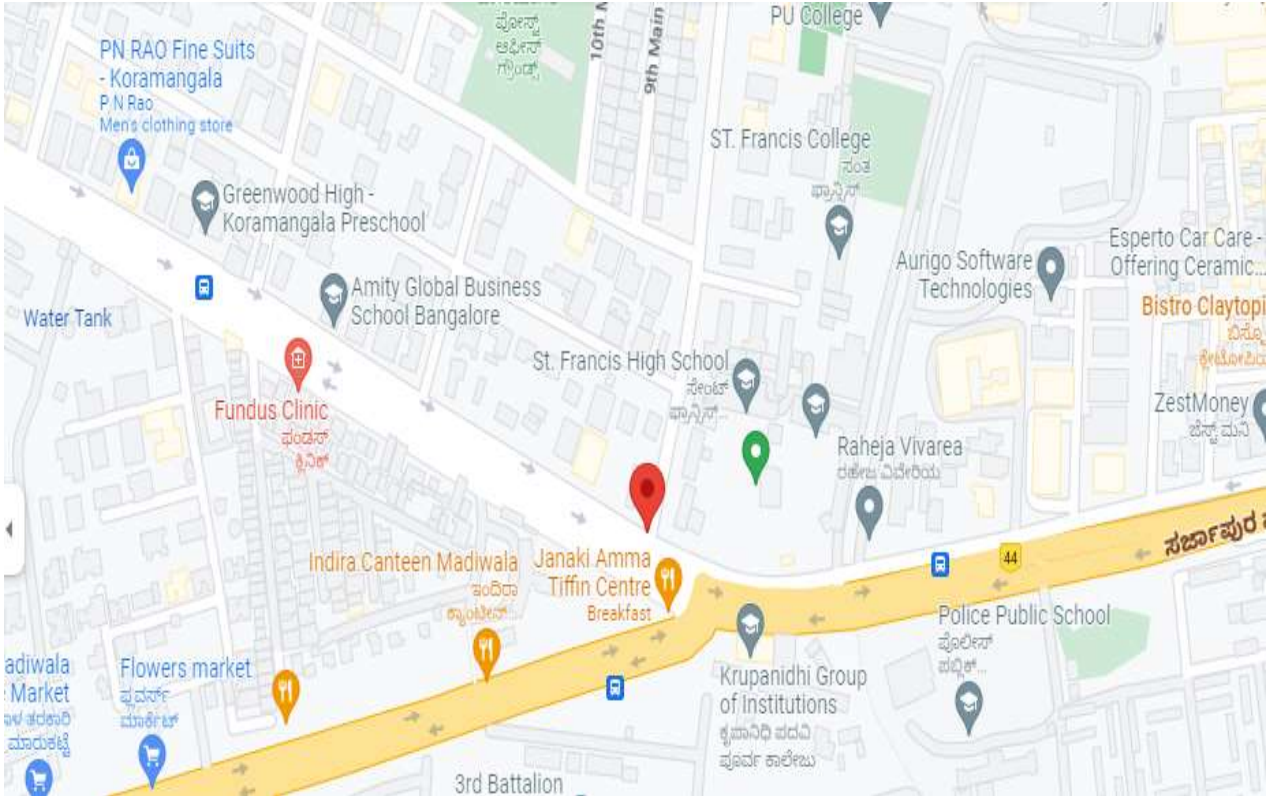 ಪೋಸ್ಟ್
ಆಫೀಸ್
ಗ್ರೌಂಡ್ಸ್
10th M
9th Main
PU College
PN RAO Fine Suits
- Koramangala
P N Rao
Men's clothing store
ST. Francis College
ಸಂತ
ಫ್ರಾನ್ಸಿಸ್
Greenwood High -
Koramangala Preschool
Aurigo Software
Technologies
Esperto Car Care -
Offering Ceramic...
Bistro Claytopi
ಬಿಸ್ಟ್ರೊ
ಕ್ಲೇಟೋಪಿಯ
Amity Global Business
School Bangalore
Water Tank
St. Francis High School
ಸೇಂಟ್
ಫ್ರಾನ್ಸಿಸ್...
Fundus Clinic
ಫಂಡಸ್
ಕ್ಲಿನಿಕ್
ZestMoney
ಜೆಸ್ಟ್ ಮನಿ
Raheja Vivarea
ರಹೇಜ ವಿವೇರಿಯ
ಸರ್ಜಾಪುರ
44
Indira Canteen Madiwala
ಇಂದಿರಾ
ಕ್ಯಾಂಟೀನ್...
Janaki Amma
Tiffin Centre
Breakfast
Police Public School
ಪೊಲೀಸ್
ಪಬ್ಲಿಕ್...
adiwala
Market
ಮಾರುಕಟ್ಟೆ
Flowers market
ಫ್ಲವರ್ಸ್
ಮಾರ್ಕೆಟ್
Krupanidhi Group
of Institutions
ಕೃಪಾನಿಧಿ ಪದವಿ
ಪೂರ್ವ ಕಾಲೇಜು
3rd Battalion